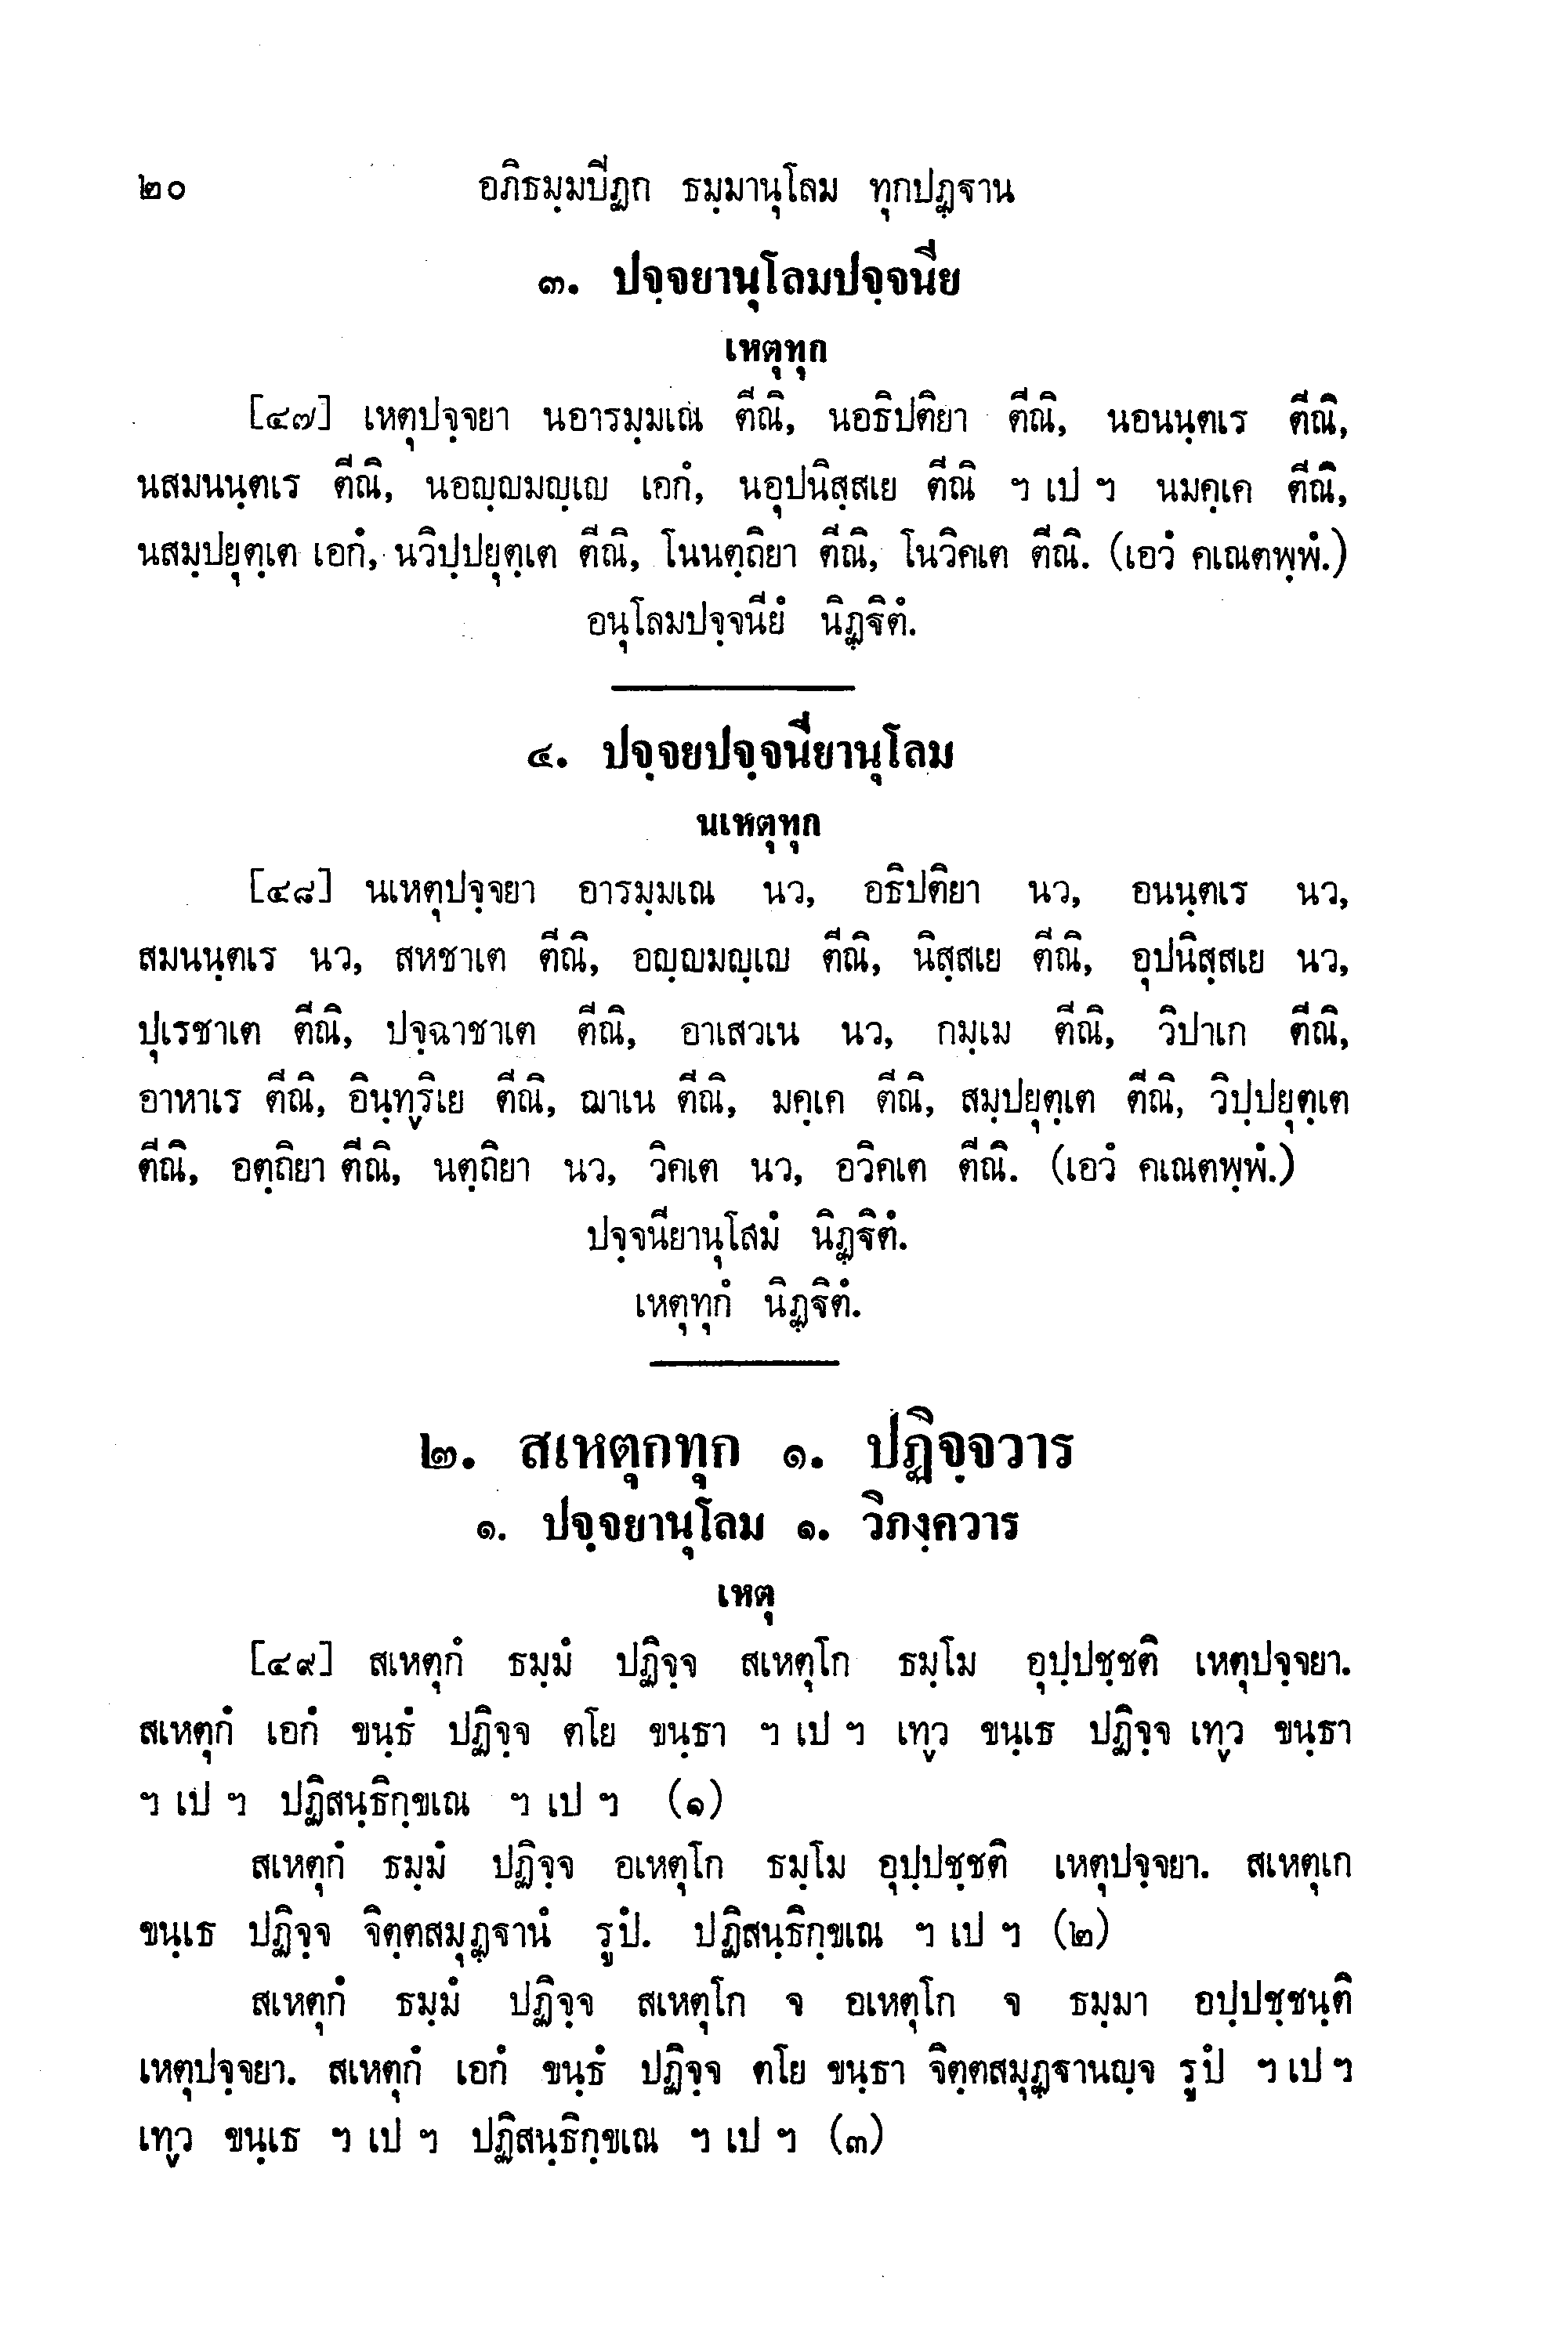 ๒๐ อภิธมฺมปีฏก ธมฺมานุโลม ทุกปฏฺฐาน
๓. ปจฺจยานุโลมปจฺจนีย
เหตุทุก
[๔๗] เหตุปจฺจยา นอารมฺมเณ ตีณิ, นอธิปติยา ตีณิ, นอนนฺตเร ตีณิ,
นสมนนฺตเร ตีณิ, นอญฺญมญฺเญ เอกํ, นอุปนิสฺสเย ตีณิ ฯ เป ฯ นมคฺเค ตีณิ,
นสมฺปยุตฺเต เอกํ, นวิปฺปยุตฺเต ตีณิ, โนนตฺถิยา ตีณิ, โนวิคเต ตีณิ. (เอวํ คเณตพฺพํ.)
อนุโลมปจฺจนียํ นิฏฺฐิตํ.
๔. ปจฺจยปจฺจนียานุโลม
นเหตุทุก
[๔๘] นเหตุปจฺจยา อารมฺมเณ นว, อธิปติยา นว, อนนฺตเร นว,
สมนนฺตเร นว, สหชาเต ตีณิ, อญฺญมญฺเญ ตีณิ, นิสฺสเย ตีณิ, อุปนิสฺสเย นว,
ปุเรชาเต ตีณิ, ปจฺฉาชาเต ตีณิ, อาเสวเน นว, กมฺเม ตีณิ, วิปาเก ตีณิ,
อาหาเร ตีณิ, อินฺทฺริเย ตีณิ, ฌาเน ตีณิ, มคฺเค ตีณิ, สมฺปยุตฺเต ตีณิ, วิปฺปยุตฺเต
ตีณิ, อตฺถิยา ตีณิ, นตฺถิยา นว, วิคเต นว, อวิคเต ตีณิ. (เอวํ คเณตพฺพํ.)
ปจฺจนียานุโลมํ นิฏฺฐิตํ.
เหตุทุกํ นิฏฺฐิตํ.
๒. สเหตุกทุก ๑. ปฏิจฺจวาร
๑. ปจฺจยานุโลม ๑. วิภงฺควาร
เหตุ
[๔๙] สเหตุกํ ธมฺมํ ปฏิจฺจ สเหตุโก ธมฺโม อุปฺปชฺชติ เหตุปจฺจยา.
สเหตุกํ เอกํ ขนฺธํ ปฏิจฺจ ตโย ขนฺธา ฯ เป ฯ เทฺว ขนฺเธ ปฏิจฺจ เทฺว ขนฺธา
ฯ เป ฯ ปฏิสนฺธิกฺขเณ ฯ เป ฯ (๑)
สเหตุกํ ธมฺมํ ปฏิจฺจ อเหตุโก ธมฺโม อุปฺปชฺชติ เหตุปจฺจยา. สเหตุเก
ขนฺเธ ปฏิจฺจ จิตฺตสมุฏฺฐานํ รูปํ. ปฏิสนฺธิกฺขเณ ฯ เป ฯ (๒)
สเหตุกํ ธมฺมํ ปฏิจฺจ สเหตุโก จ อเหตุโก จ ธมฺมา อปฺปชฺชนฺติ
เหตุปจฺจยา. สเหตุกํ เอกํ ขนฺธํ ปฏิจฺจ ตโย ขนฺธา จิตฺตสมุฏฺฐานญฺจ รูปํ ฯ เป ฯ
เทฺว ขนฺเธ ฯ เป ฯ ปฏิสนฺธิกฺขเณ ฯ เป ฯ (๓)